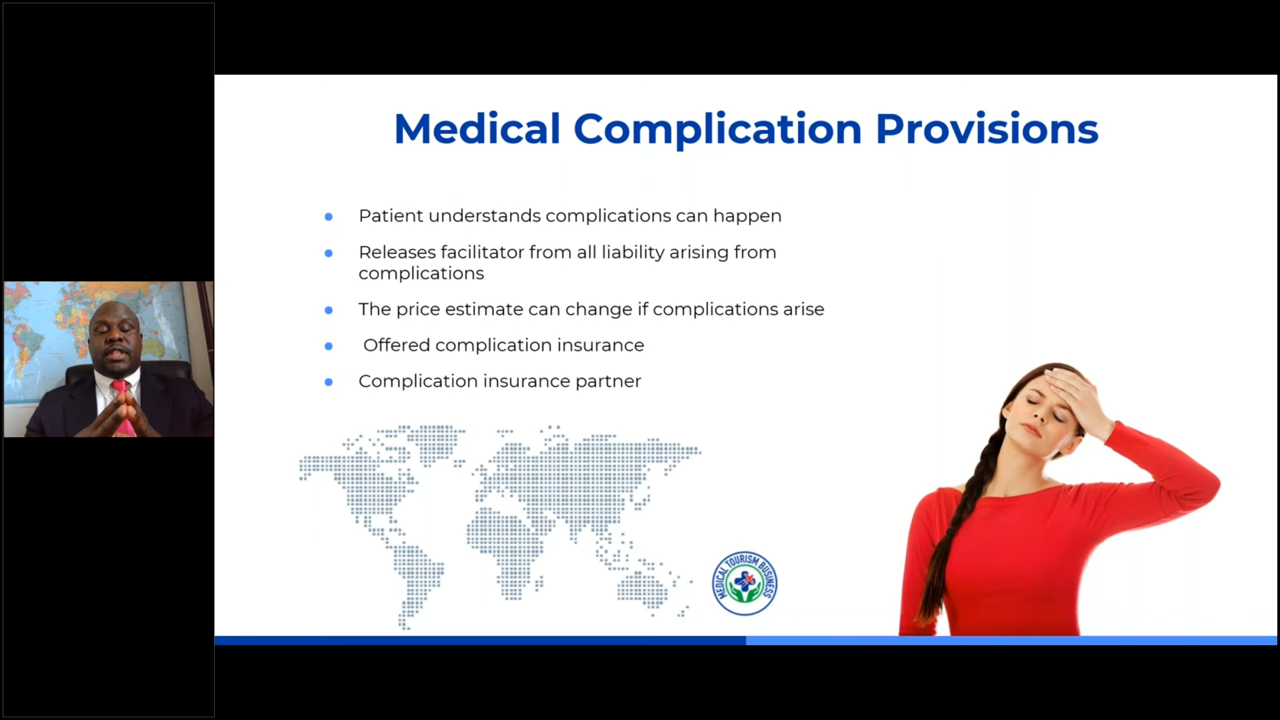 Medical Complication Provisions
Patient understands complications can happen
Releases facilitator from all liability arising from
complications
The price estimate can change if complications arise
Offered complication insurance
Complication insurance partner
MEDICAL TOURISM BUSINESS